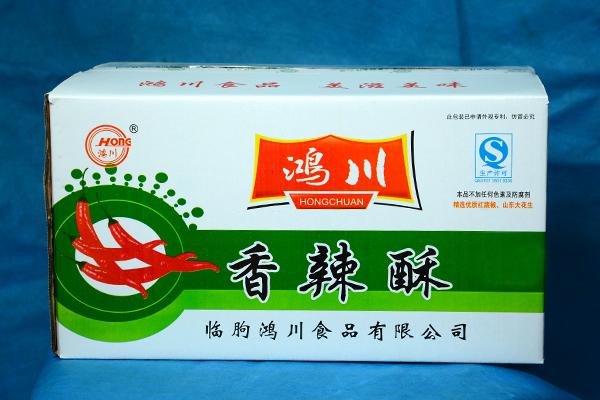 鸿川食品 美滋美味
此包装已申请外观专利，仿冒必究
HONG
鸿川
®
鸿川
HONGCHUAN
QS
生产许可
本品不加任何色素及防腐剂
精选优质红蔬椒、山东大花生
香辣酥
临朐鸿川食品有限公司